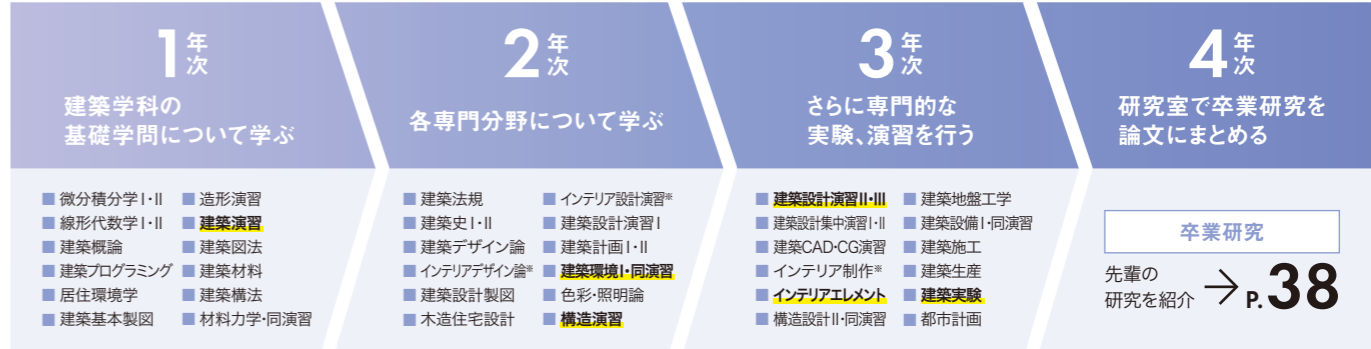 1年次
建築学科の
基礎学問について学ぶ
■ 微分積分学I・II
■ 線形代数学I・II
■ 建築概論
■ 建築プログラミング
■ 居住環境学
■ 建築基本製図
■ 造形演習
■ 建築演習
■ 建築図法
■ 建築材料
■ 建築構法
■ 材料力学・同演習
2年次
各専門分野について学ぶ
■ 建築法規
■ 建築史I・II
■ 建築デザイン論
■ インテリアデザイン論※
■ 建築設計製図
■ 木造住宅設計
■ インテリア設計演習※
■ 建築設計演習I
■ 建築計画I・II
■ 建築環境I・同演習
■ 色彩・照明論
■ 構造演習
3年次
さらに専門的な
実験、演習を行う
■ 建築設計演習II・III
■ 建築設計集中演習I・II
■ 建築CAD・CG演習
■ インテリア制作※
■ インテリアエレメント
■ 構造設計II・同演習
■ 建築地盤工学
■ 建築設備I・同演習
■ 建築施工
■ 建築生産
■ 建築実験
■ 都市計画
4年次
研究室で卒業研究を
論文にまとめる
卒業研究
先輩の
研究を紹介 → P.38